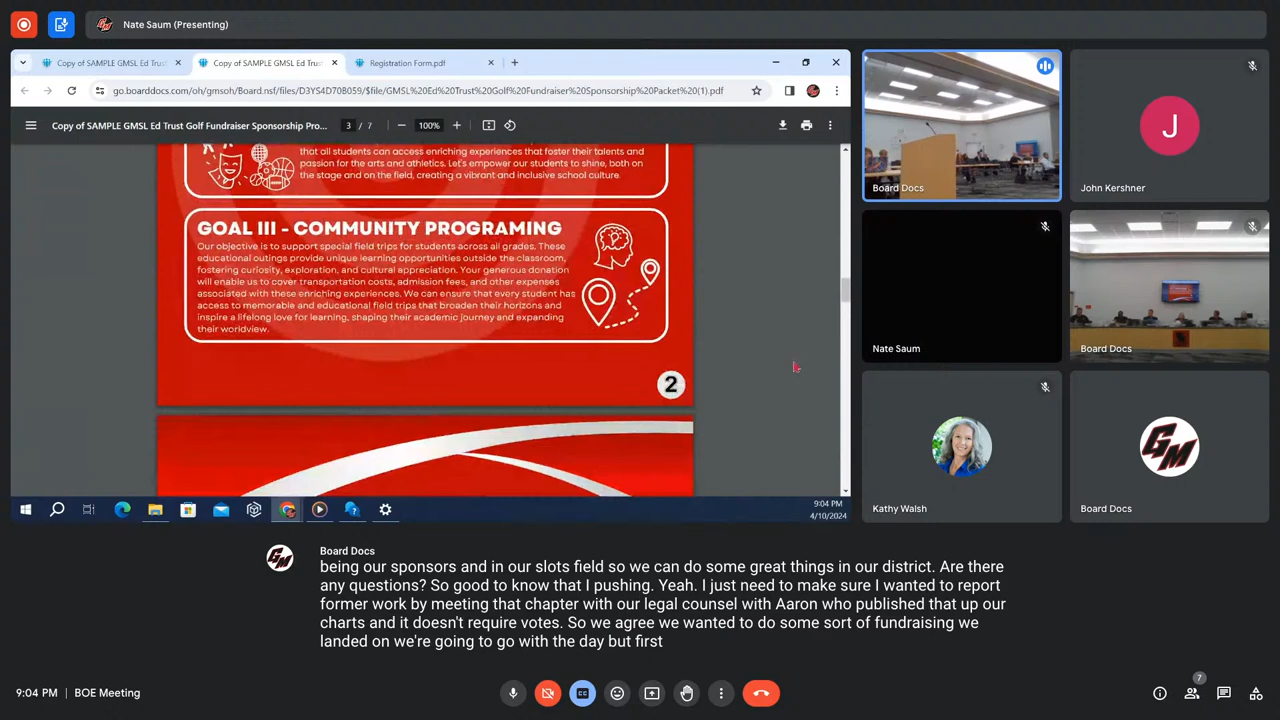 Nate Saum (Presenting)
Copy of SAMPLE GMSL Ed Trust
Copy of SAMPLE GMSL Ed Trust
Registration Form.pdf
go.boarddocs.com/oh/gmsoh/Board.nsf/files/D3YS4D70B059/$file/GMSL%20Ed%20Trust%20Golf%20Fundraiser%20Sponsorship%20Packet%20(1).pdf
Copy of SAMPLE GMSL Ed Trust Golf Fundraiser Sponsorship Pro... 3 / 7 100%
that all students can access enriching experiences that foster their talents and
passion for the arts and athletics. Let's empower our students to shine, both on
the stage and on the field, creating a vibrant and inclusive school culture.
GOAL III - COMMUNITY PROGRAMING
Our objective is to support special field trips for students across all grades. These
educational outings provide unique learning opportunities outside the classroom,
fostering curiosity, exploration, and cultural appreciation. Your generous donation
will enable us to cover transportation costs, admission fees, and other expenses
associated with these enriching experiences. We can ensure that every student has
access to memorable and educational field trips that broaden their horizons and
inspire a lifelong love for learning, shaping their academic journey and expanding
their worldview.
2
9:04 PM
4/10/2024
Board Docs
J
John Kershner
Nate Saum
Board Docs
Kathy Walsh
GM
Board Docs
Board Docs
being our sponsors and in our slots field so we can do some great things in our district. Are there
any questions? So good to know that I pushing. Yeah. I just need to make sure I wanted to report
former work by meeting that chapter with our legal counsel with Aaron who published that up our
charts and it doesn't require votes. So we agree we wanted to do some sort of fundraising we
landed on we're going to go with the day but first
9:04 PM | BOE Meeting
7